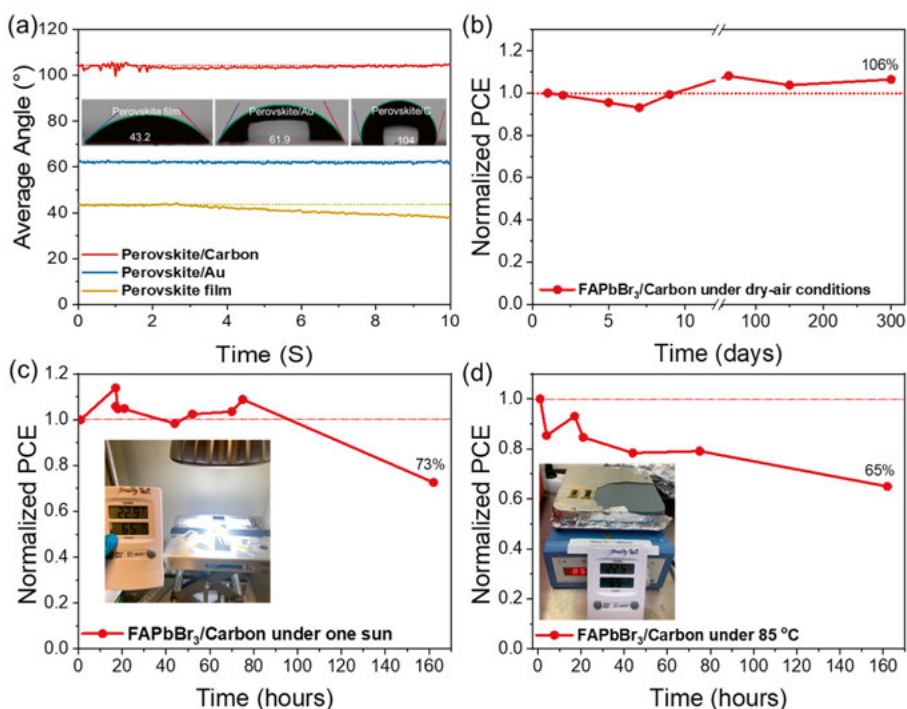 (a)
120
100
80
60
40
20
0
Average Angle (°)
Perovskite film
43.2
Perovskite/Au
61.9
Perovskite/C
104
Perovskite/Carbon
Perovskite/Au
Perovskite film
0 2 4 6 8 10
Time (S)
(b)
1.2
1.0
0.8
0.6
0.4
0.2
0.0
Normalized PCE
106%
FAPbBr₃/Carbon under dry-air conditions
0 5 10 100 200 300
Time (days)
(c)
1.2
1.0
0.8
0.6
0.4
0.2
0.0
Normalized PCE
73%
22.9
FAPbBr₃/Carbon under one sun
0 20 40 60 80 100 120 140 160
Time (hours)
(d)
1.0
0.8
0.6
0.4
0.2
0.0
Normalized PCE
65%
22.5
FAPbBr₃/Carbon under 85 °C
0 20 40 60 80 100 120 140 160
Time (hours)